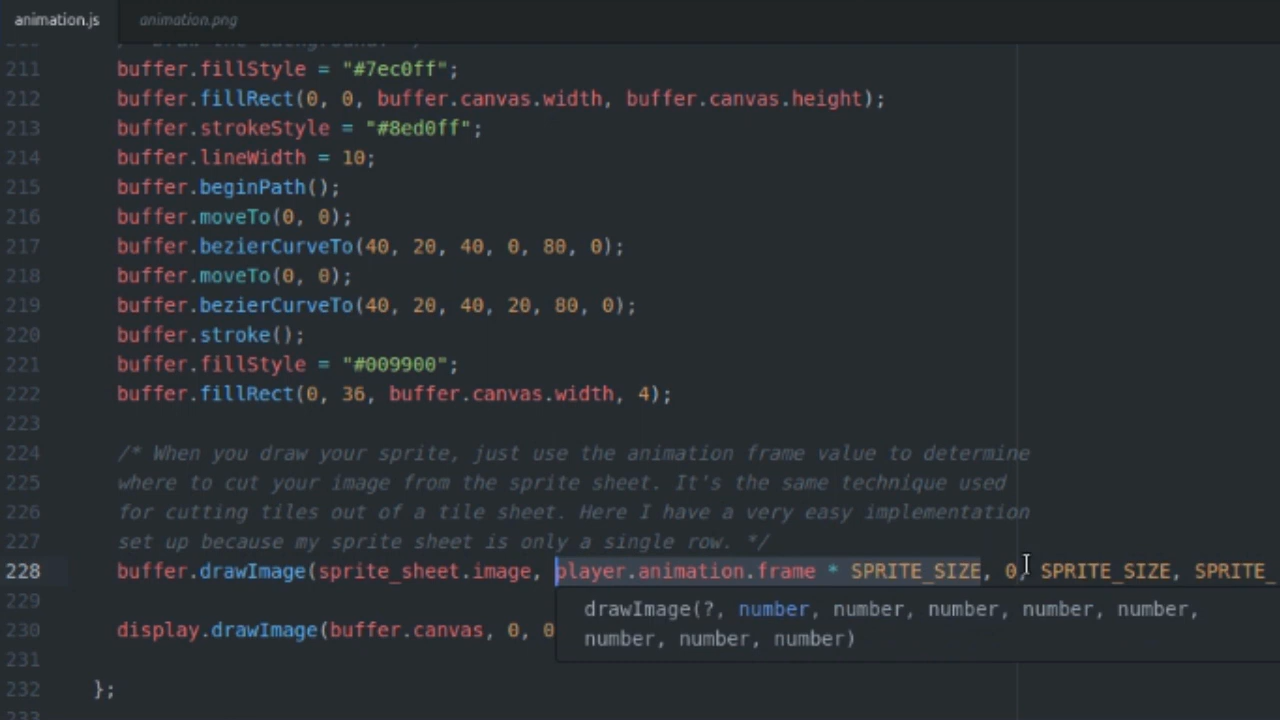 animation.js animation.png
211 buffer.fillStyle = "#7ec0ff";
212 buffer.fillRect(0, 0, buffer.canvas.width, buffer.canvas.height);
213 buffer.strokeStyle = "#8ed0ff";
214 buffer.lineWidth = 10;
215 buffer.beginPath();
216 buffer.moveTo(0, 0);
217 buffer.bezierCurveTo(40, 20, 40, 0, 80, 0);
218 buffer.moveTo(0, 0);
219 buffer.bezierCurveTo(40, 20, 40, 20, 80, 0);
220 buffer.stroke();
221 buffer.fillStyle = "#009900";
222 buffer.fillRect(0, 36, buffer.canvas.width, 4);
223
224 /* When you draw your sprite, just use the animation frame value to determine
225 where to cut your image from the sprite sheet. It's the same technique used
226 for cutting tiles out of a tile sheet. Here I have a very easy implementation
227 set up because my sprite sheet is only a single row. */
228 buffer.drawImage(sprite_sheet.image, player.animation.frame * SPRITE_SIZE, 0, SPRITE_SIZE, SPRITE_
229
drawImage(?, number, number, number, number, number,
230 display.drawImage(buffer.canvas, 0, 0
number, number, number)
231
232 };